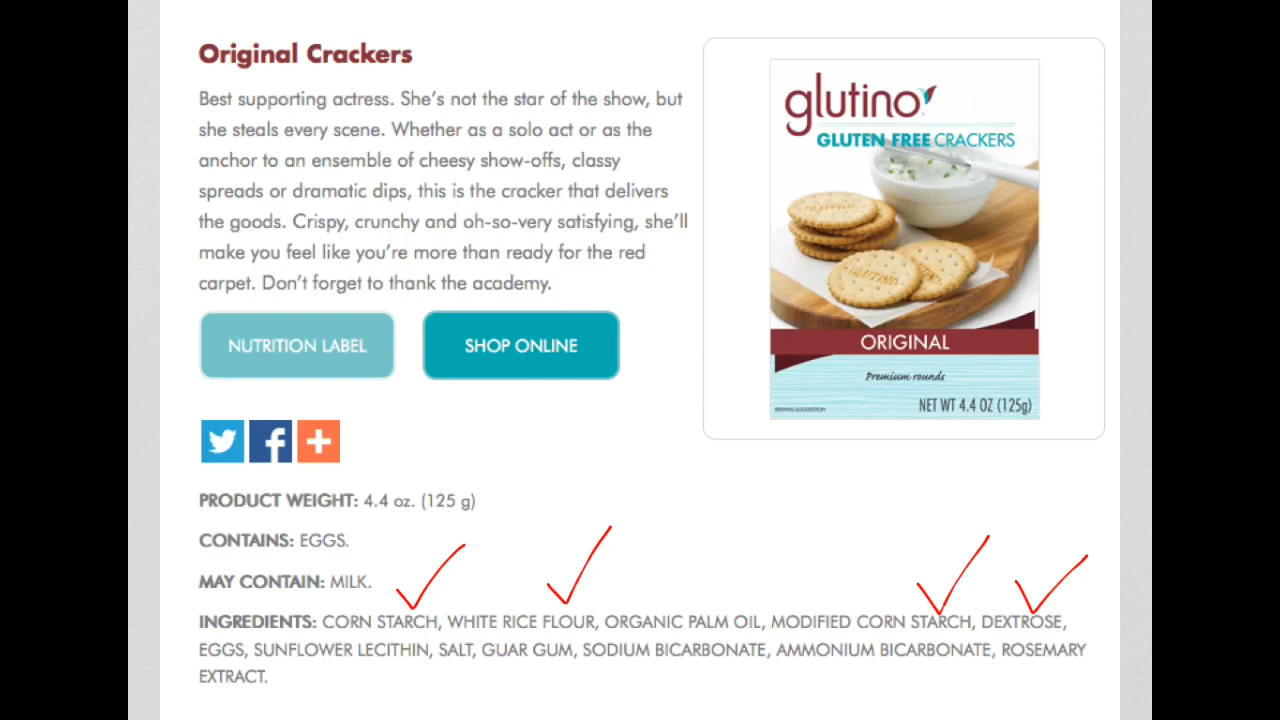 Original Crackers
Best supporting actress. She's not the star of the show, but
she steals every scene. Whether as a solo act or as the
anchor to an ensemble of cheesy show-offs, classy
spreads or dramatic dips, this is the cracker that delivers
the goods. Crispy, crunchy and oh-so-very satisfying, she'll
make you feel like you're more than ready for the red
carpet. Don't forget to thank the academy.
NUTRITION LABEL
SHOP ONLINE
glutino
GLUTEN FREE CRACKERS
GLUTINO
ORIGINAL
Premium rounds
SERVING SUGGESTION
NET WT 4.4 OZ (125g)
PRODUCT WEIGHT: 4.4 oz. (125 g)
CONTAINS: EGGS.
MAY CONTAIN: MILK.
INGREDIENTS: CORN STARCH, WHITE RICE FLOUR, ORGANIC PALM OIL, MODIFIED CORN STARCH, DEXTROSE,
EGGS, SUNFLOWER LECITHIN, SALT, GUAR GUM, SODIUM BICARBONATE, AMMONIUM BICARBONATE, ROSEMARY
EXTRACT.